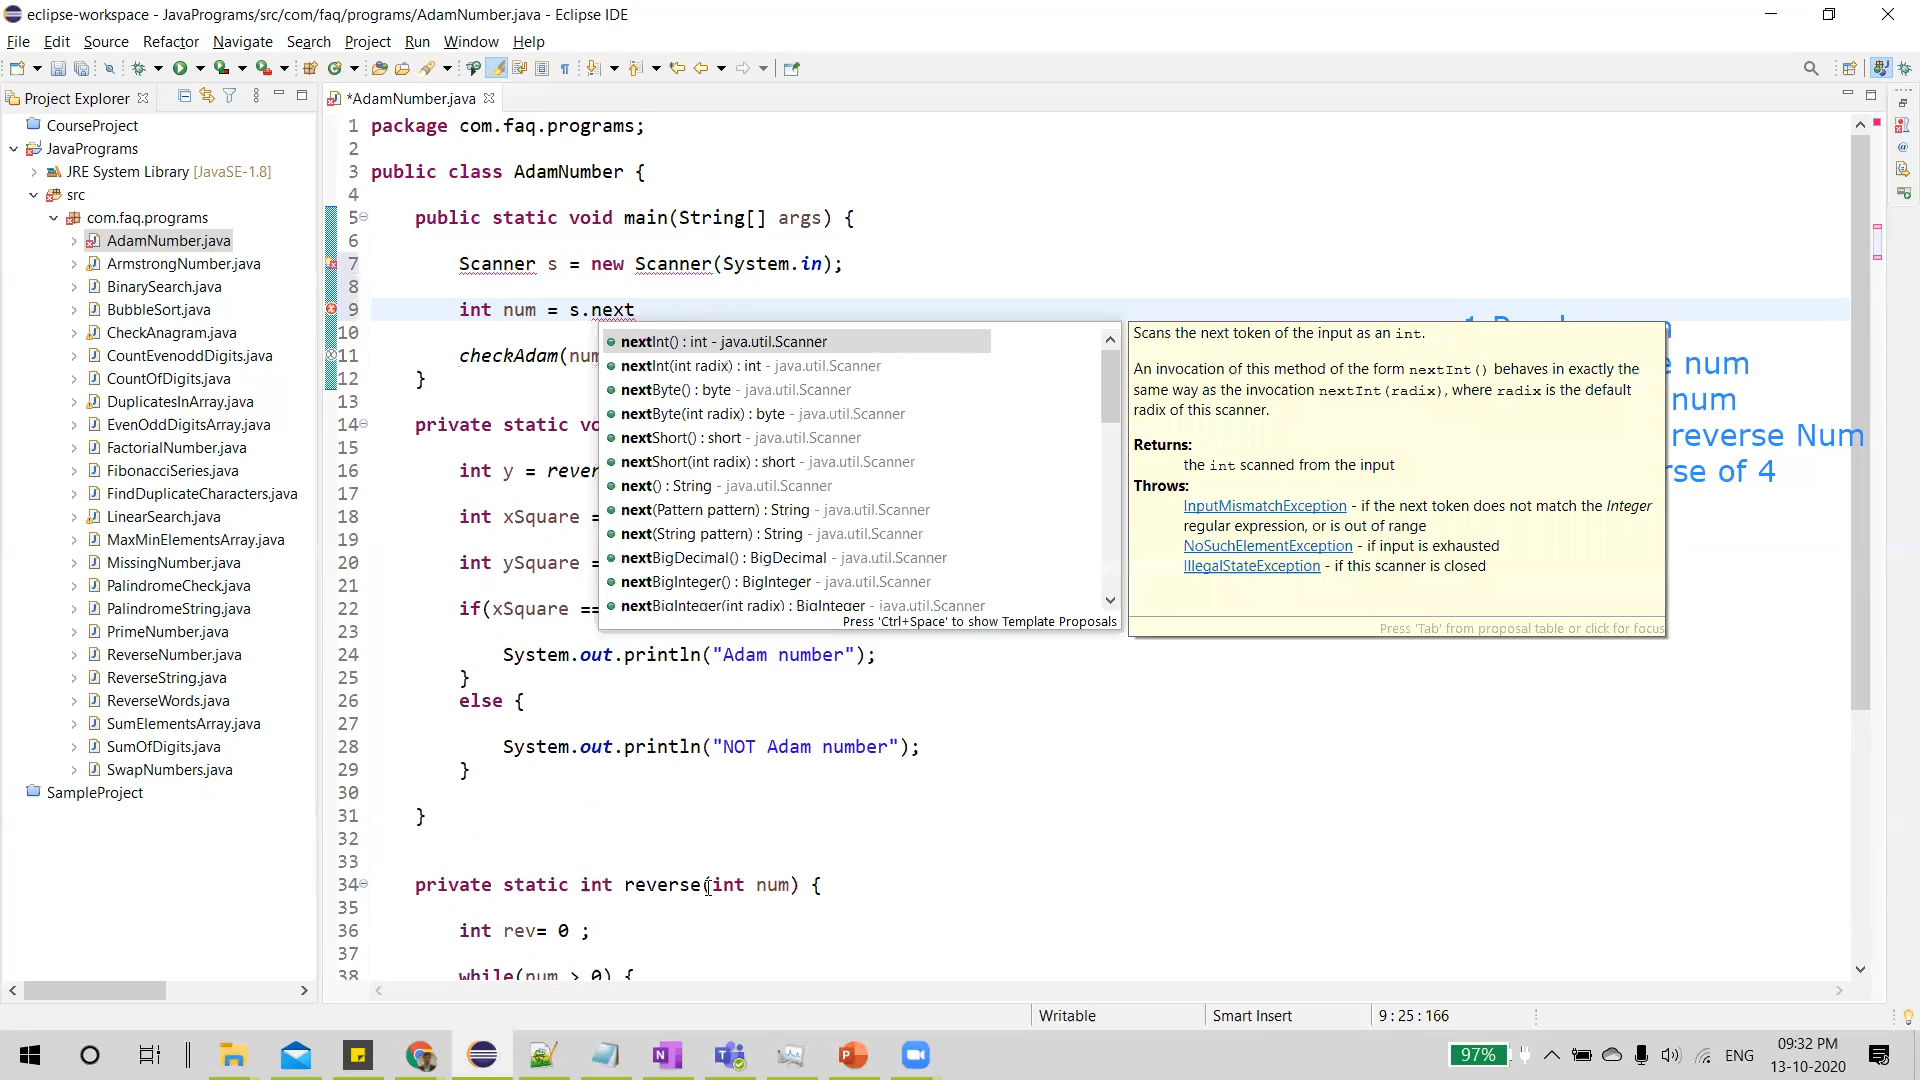 eclipse-workspace - JavaPrograms/src/com/faq/programs/AdamNumber.java - Eclipse IDE
File Edit Source Refactor Navigate Search Project Run Window Help
Project Explorer
*AdamNumber.java
CourseProject
JavaPrograms
JRE System Library [JavaSE-1.8]
src
com.faq.programs
AdamNumber.java
ArmstrongNumber.java
BinarySearch.java
BubbleSort.java
CheckAnagram.java
CountEvenoddDigits.java
CountOfDigits.java
DuplicatesInArray.java
EvenOddDigitsArray.java
FactorialNumber.java
FibonacciSeries.java
FindDuplicateCharacters.java
LinearSearch.java
MaxMinElementsArray.java
MissingNumber.java
PalindromeCheck.java
PalindromeString.java
PrimeNumber.java
ReverseNumber.java
ReverseString.java
ReverseWords.java
SumElementsArray.java
SumOfDigits.java
SwapNumbers.java
SampleProject
1 package com.faq.programs;
2
3 public class AdamNumber {
4
5 public static void main(String[] args) {
6
7 Scanner s = new Scanner(System.in);
8
9 int num = s.next
10
11 checkAdam(num
12 }
13
14 private static vo
15
16 int y = rever
17
18 int xSquare =
19
20 int ySquare =
21
22 if(xSquare ==
23
24 System.out.println("Adam number");
25 }
26 else {
27
28 System.out.println("NOT Adam number");
29 }
30
31 }
32
33
34 private static int reverse(int num) {
35
36 int rev= 0 ;
37
38 while(num > 0) {
nextInt() : int - java.util.Scanner
nextInt(int radix) : int - java.util.Scanner
nextByte() : byte - java.util.Scanner
nextByte(int radix) : byte - java.util.Scanner
nextShort() : short - java.util.Scanner
nextShort(int radix) : short - java.util.Scanner
next() : String - java.util.Scanner
next(Pattern pattern) : String - java.util.Scanner
next(String pattern) : String - java.util.Scanner
nextBigDecimal() : BigDecimal - java.util.Scanner
nextBigInteger() : BigInteger - java.util.Scanner
nextBigInteger(int radix) : BigInteger - java.util.Scanner
Press 'Ctrl+Space' to show Template Proposals
Scans the next token of the input as an int.
An invocation of this method of the form nextInt() behaves in exactly the
same way as the invocation nextInt(radix), where radix is the default
radix of this scanner.
Returns:
the int scanned from the input
Throws:
InputMismatchException - if the next token does not match the Integer
regular expression, or is out of range
NoSuchElementException - if input is exhausted
IllegalStateException - if this scanner is closed
Press 'Tab' from proposal table or click for focus
num
num
reverse Num
rse of 4
Writable Smart Insert 9 : 25 : 166
97% ENG 09:32 PM
13-10-2020